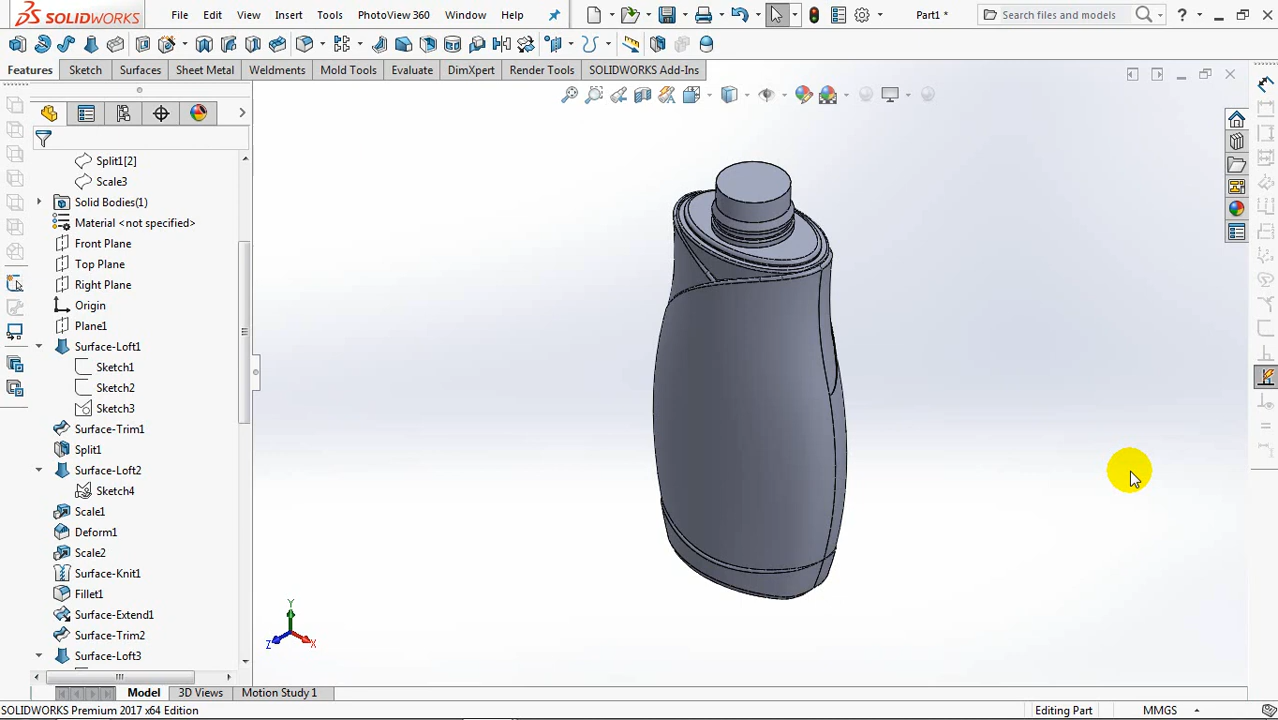 SOLIDWORKS
File Edit View Insert Tools PhotoView 360 Window Help
Part1 *
Search files and models
?
Features Sketch Surfaces Sheet Metal Weldments Mold Tools Evaluate DimXpert Render Tools SOLIDWORKS Add-Ins
Split1[2]
Scale3
Solid Bodies(1)
Material <not specified>
Front Plane
Top Plane
Right Plane
Origin
Plane1
Surface-Loft1
Sketch1
Sketch2
Sketch3
Surface-Trim1
Split1
Surface-Loft2
Sketch4
Scale1
Deform1
Scale2
Surface-Knit1
Fillet1
Surface-Extend1
Surface-Trim2
Surface-Loft3
Y
Z
X
Model 3D Views Motion Study 1
SOLIDWORKS Premium 2017 x64 Edition
Editing Part
MMGS